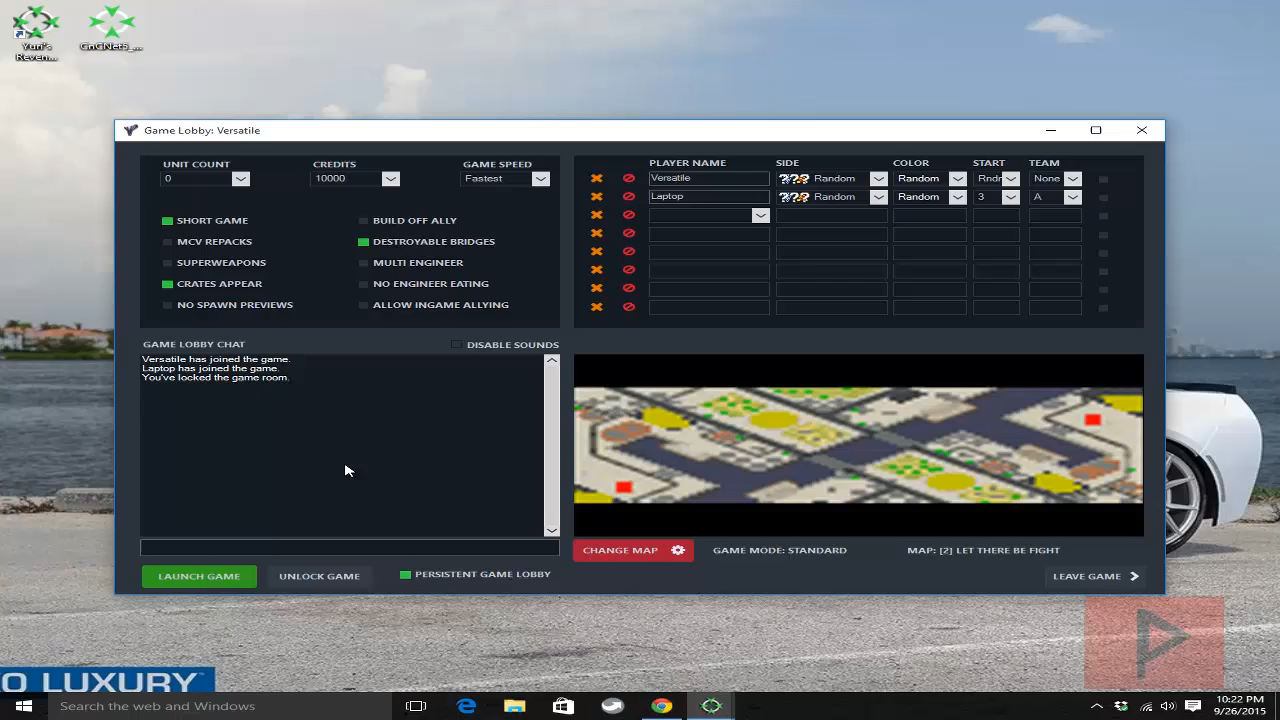 Yuri's
Reven...
CnCNet5_...
Game Lobby: Versatile
UNIT COUNT
CREDITS
GAME SPEED
0
10000
Fastest
SHORT GAME
BUILD OFF ALLY
MCV REPACKS
DESTROYABLE BRIDGES
SUPERWEAPONS
MULTI ENGINEER
CRATES APPEAR
NO ENGINEER EATING
NO SPAWN PREVIEWS
ALLOW INGAME ALLYING
PLAYER NAME
SIDE
COLOR
START
TEAM
Versatile
??? Random
Random
Rndr
None
Laptop
??? Random
Random
3
A
GAME LOBBY CHAT
DISABLE SOUNDS
Versatile has joined the game.
Laptop has joined the game.
You've locked the game room.
CHANGE MAP
GAME MODE: STANDARD
MAP: [2] LET THERE BE FIGHT
LAUNCH GAME
UNLOCK GAME
PERSISTENT GAME LOBBY
LEAVE GAME
O LUXURY™
P
Search the web and Windows
10:22 PM
9/26/2015